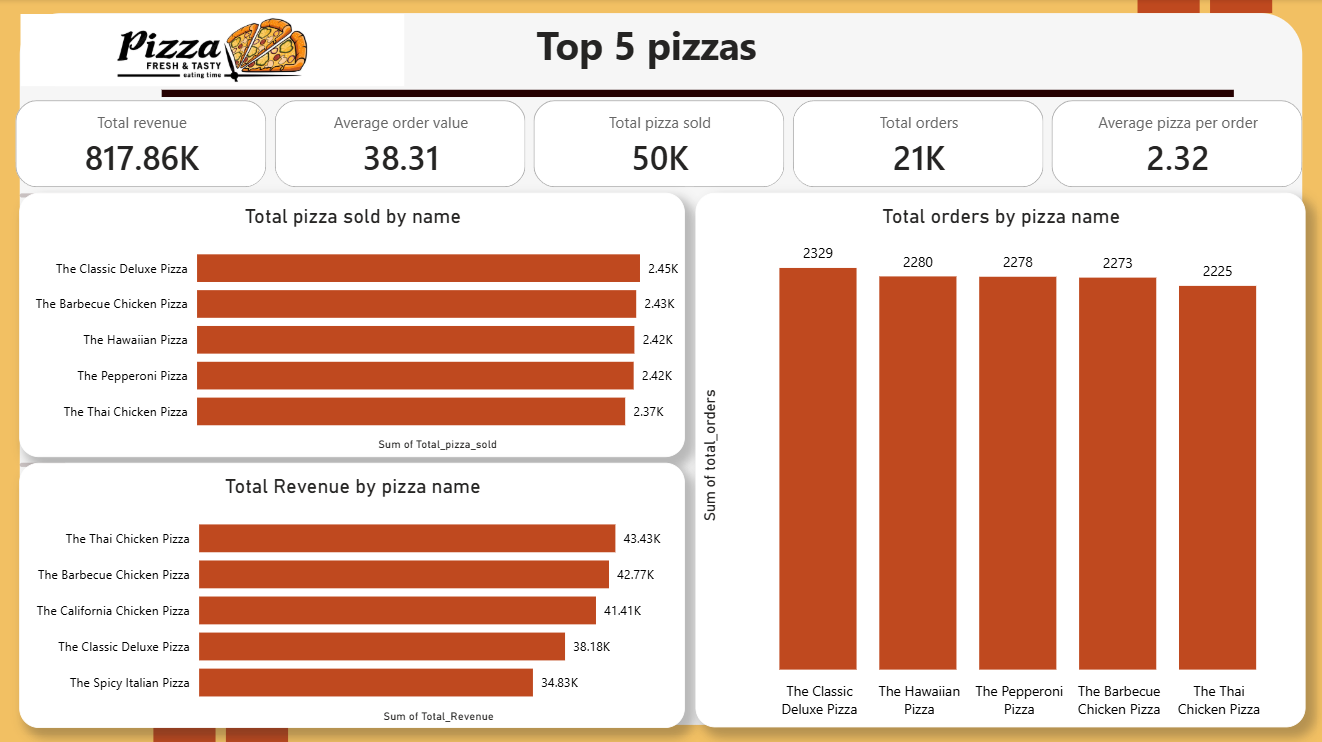 Pizza
FRESH & TASTY
eating time
Top 5 pizzas
Total revenue
817.86K
Average order value
38.31
Total pizza sold
50K
Total orders
21K
Average pizza per order
2.32
Total pizza sold by name
The Classic Deluxe Pizza 2.45K
The Barbecue Chicken Pizza 2.43K
The Hawaiian Pizza 2.42K
The Pepperoni Pizza 2.42K
The Thai Chicken Pizza 2.37K
Sum of Total_pizza_sold
Total Revenue by pizza name
The Thai Chicken Pizza 43.43K
The Barbecue Chicken Pizza 42.77K
The California Chicken Pizza 41.41K
The Classic Deluxe Pizza 38.18K
The Spicy Italian Pizza 34.83K
Sum of Total_Revenue
Total orders by pizza name
Sum of total_orders
2329 2280 2278 2273 2225
The Classic The Hawaiian The Pepperoni The Barbecue The Thai
Deluxe Pizza Pizza Pizza Chicken Pizza Chicken Pizza